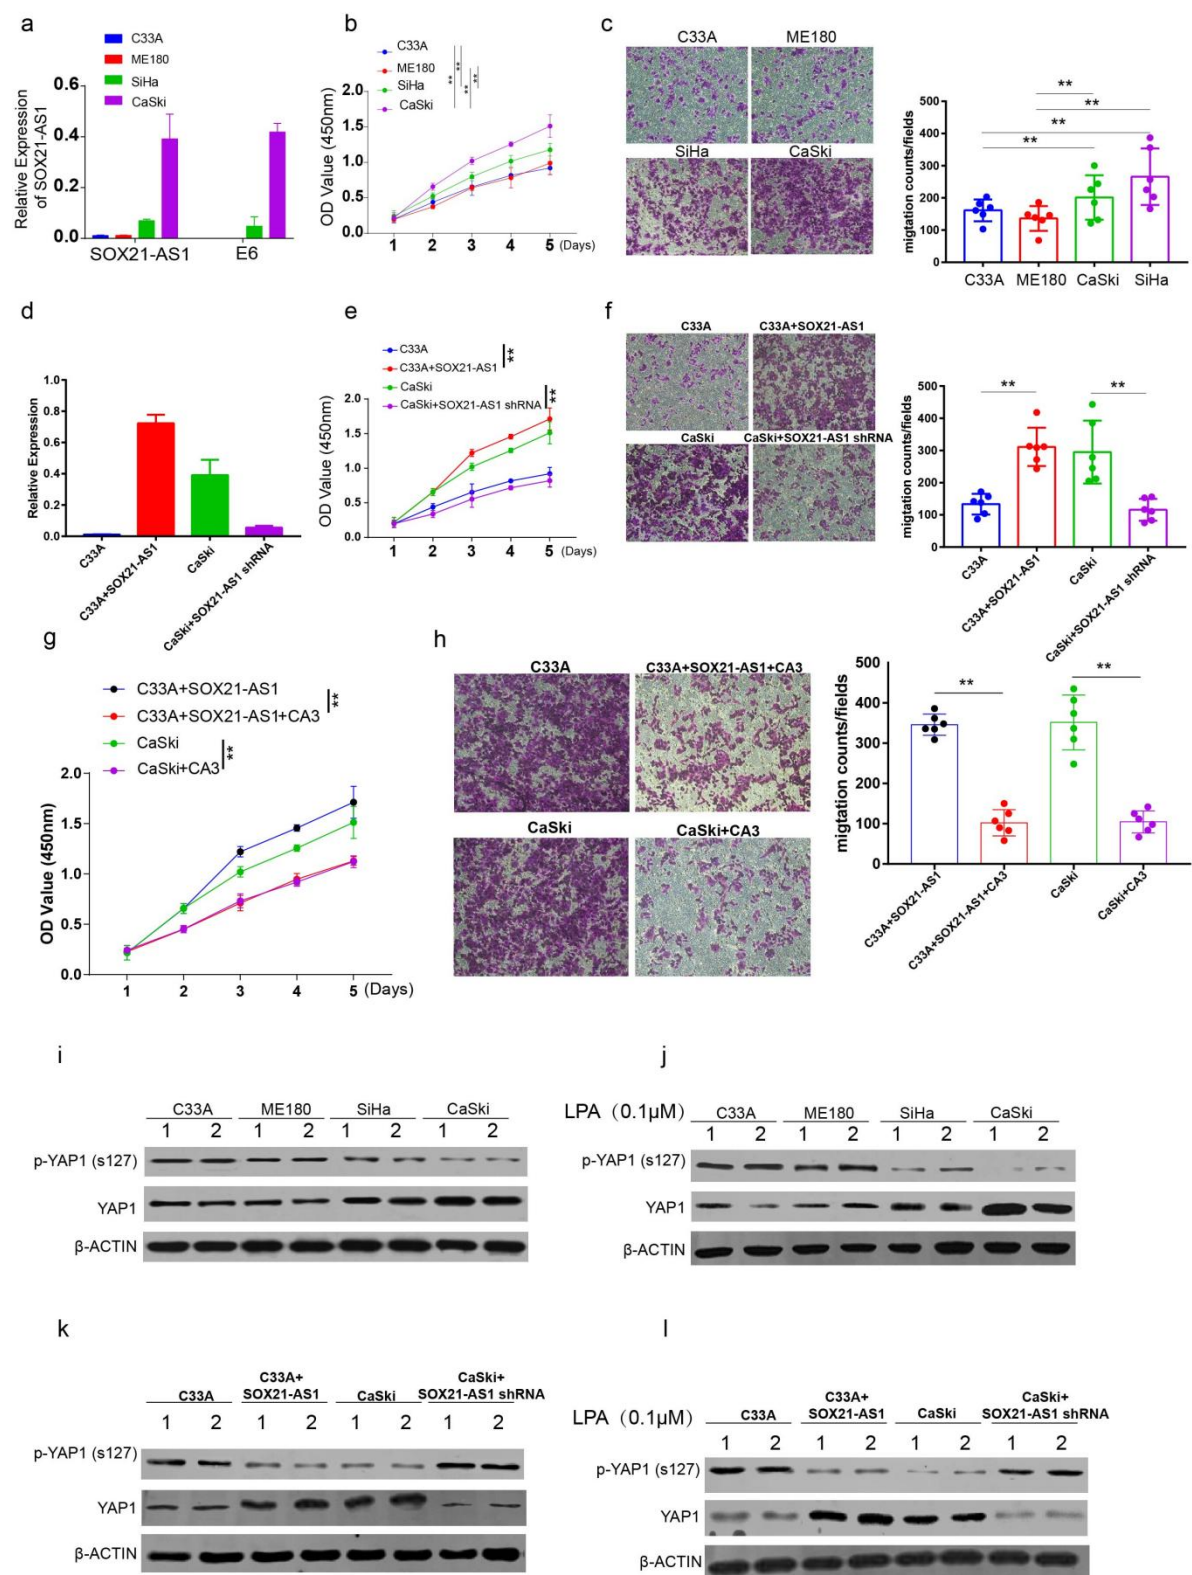 a
C33A
ME180
SiHa
CaSki
Relative Expression
of SOX21-AS1
0.6
0.4
0.2
0.0
SOX21-AS1 E6
b
C33A
ME180
SiHa
CaSki
** ** ** **
OD Value (450nm)
2.0
1.5
1.0
0.5
0.0
1 2 3 4 5 (Days)
c
C33A ME180
SiHa CaSki
migtation counts/fields
500
400
300
200
100
0
**
**
**
**
C33A ME180 CaSki SiHa
d
Relative Expression
1.0
0.8
0.6
0.4
0.2
0.0
C33A
C33A+SOX21-AS1
CaSki
CaSki+SOX21-AS1 shRNA
e
C33A
C33A+SOX21-AS1
CaSki
CaSki+SOX21-AS1 shRNA
**
**
OD Value (450nm)
2.0
1.5
1.0
0.5
0.0
1 2 3 4 5 (Days)
f
C33A C33A+SOX21-AS1
CaSki CaSki+SOX21-AS1 shRNA
migtation counts/fields
500
400
300
200
100
0
** **
C33A
C33A+SOX21-AS1
CaSki
CaSki+SOX21-AS1 shRNA
g
C33A+SOX21-AS1
C33A+SOX21-AS1+CA3
CaSki
CaSki+CA3
**
**
OD Value (450nm)
2.0
1.5
1.0
0.5
0.0
1 2 3 4 5 (Days)
h
C33A C33A+SOX21-AS1+CA3
CaSki CaSki+CA3
migtation counts/fields
500
400
300
200
100
0
** **
C33A+SOX21-AS1
C33A+SOX21-AS1+CA3
CaSki
CaSki+CA3
i
C33A ME180 SiHa CaSki
1 2 1 2 1 2 1 2
p-YAP1 (s127)
YAP1
β-ACTIN
j
LPA （0.1μM） C33A ME180 SiHa CaSki
1 2 1 2 1 2 1 2
p-YAP1 (s127)
YAP1
β-ACTIN
k
C33A C33A+ SOX21-AS1 CaSki CaSki+ SOX21-AS1 shRNA
1 2 1 2 1 2 1 2
p-YAP1 (s127)
YAP1
β-ACTIN
l
LPA （0.1μM） C33A C33A+ SOX21-AS1 CaSki CaSki+ SOX21-AS1 shRNA
1 2 1 2 1 2 1 2
p-YAP1 (s127)
YAP1
β-ACTIN